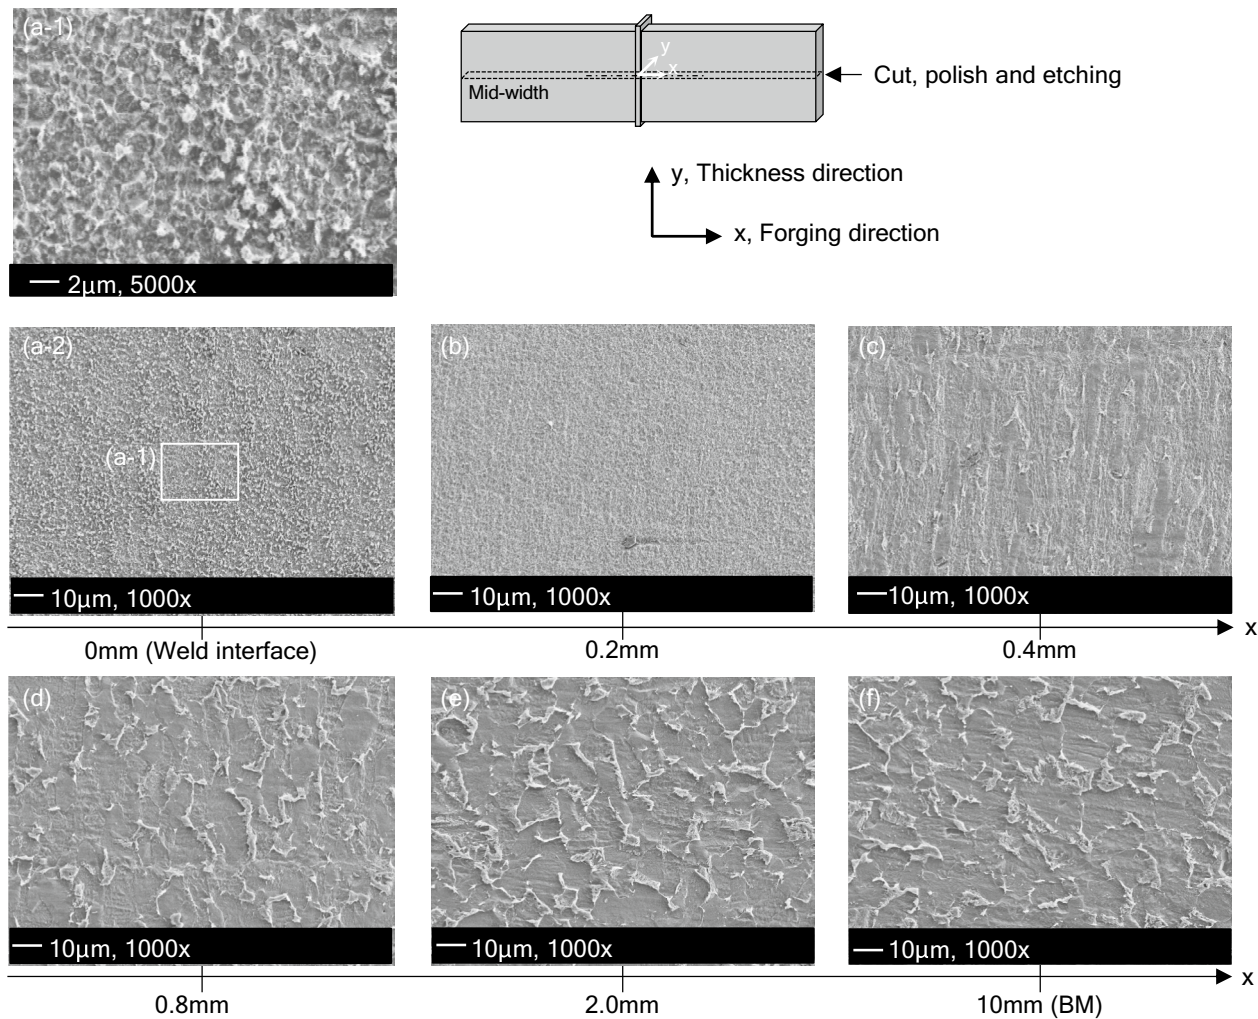 (a-1)
2μm, 5000x
y
x
Mid-width
Cut, polish and etching
y, Thickness direction
x, Forging direction
(a-2)
(a-1)
10μm, 1000x
(b)
10μm, 1000x
(c)
10μm, 1000x
x
0mm (Weld interface)
0.2mm
0.4mm
(d)
10μm, 1000x
(e)
10μm, 1000x
(f)
10μm, 1000x
x
0.8mm
2.0mm
10mm (BM)